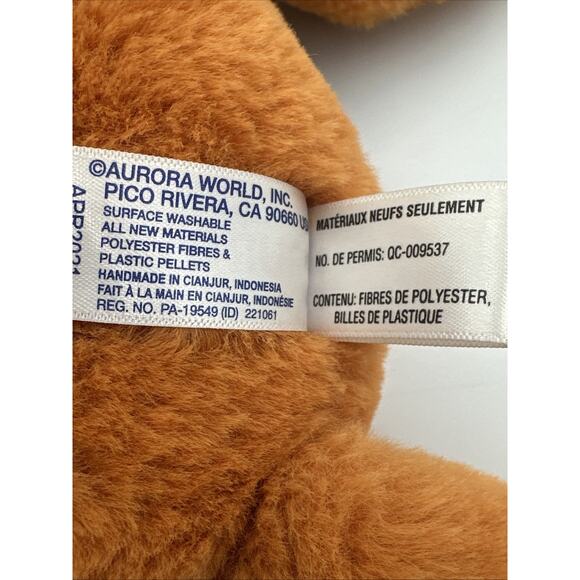 ©AURORA WORLD, INC.
PICO RIVERA, CA 90660 US
SURFACE WASHABLE
ALL NEW MATERIALS
POLYESTER FIBRES &
PLASTIC PELLETS
HANDMADE IN CIANJUR, INDONESIA
FAIT À LA MAIN EN CIANJUR, INDONÉSIE
REG. NO. PA-19549 (ID) 221061
MATÉRIAUX NEUFS SEULEMENT
NO. DE PERMIS: QC-009537
CONTENU: FIBRES DE POLYESTER,
BILLES DE PLASTIQUE